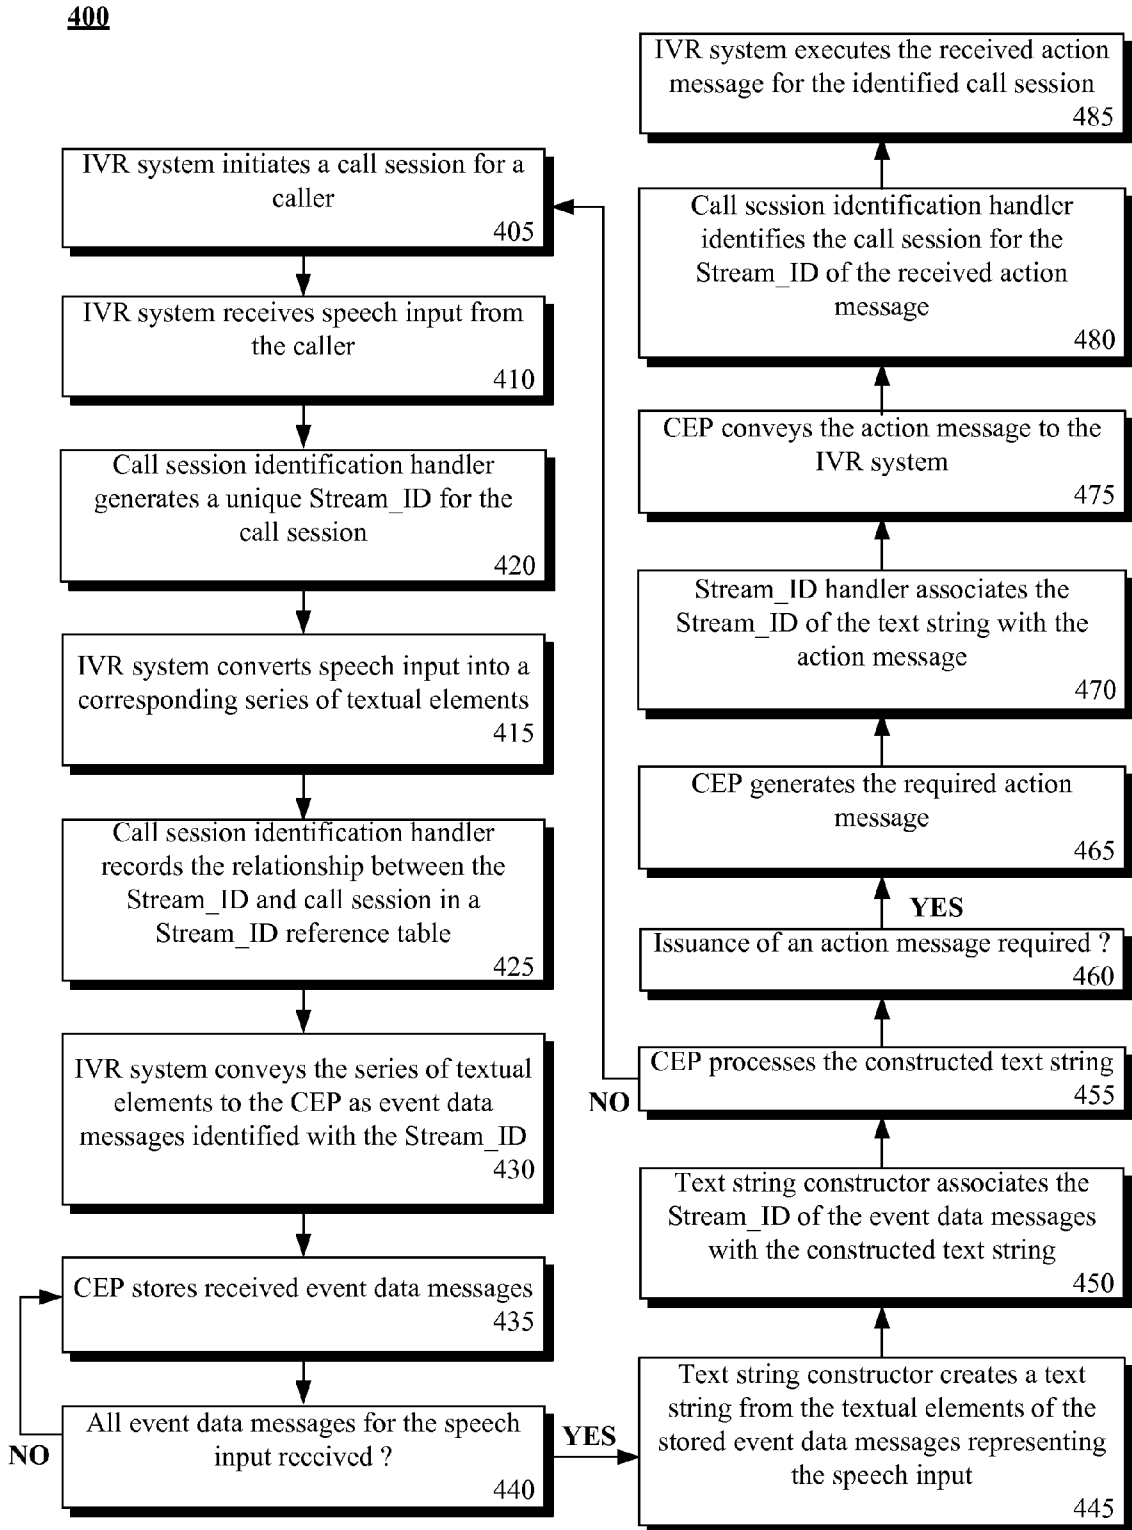 400
IVR system initiates a call session for a
caller
405
IVR system receives speech input from
the caller
410
Call session identification handler
generates a unique Stream_ID for the
call session
420
IVR system converts speech input into a
corresponding series of textual elements
415
Call session identification handler
records the relationship between the
Stream_ID and call session in a
Stream_ID reference table
425
IVR system conveys the series of textual
elements to the CEP as event data
messages identified with the Stream_ID
430
CEP stores received event data messages
435
All event data messages for the speech
input received ?
440
NO
YES
Text string constructor creates a text
string from the textual elements of the
stored event data messages representing
the speech input
445
Text string constructor associates the
Stream_ID of the event data messages
with the constructed text string
450
CEP processes the constructed text string
455
NO
Issuance of an action message required ?
460
YES
CEP generates the required action
message
465
Stream_ID handler associates the
Stream_ID of the text string with the
action message
470
CEP conveys the action message to the
IVR system
475
Call session identification handler
identifies the call session for the
Stream_ID of the received action
message
480
IVR system executes the received action
message for the identified call session
485